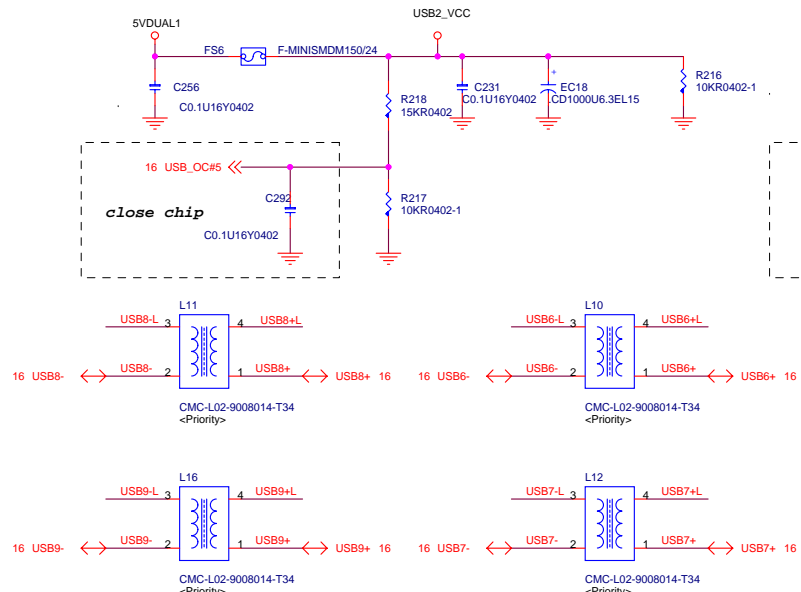 USB2_VCC
5VDUAL1
FS6 F-MINISMDM150/24
C256
C0.1U16Y0402
R218
15KR0402
C231
C0.1U16Y0402
+
EC18
.CD1000U6.3EL15
R216
10KR0402-1
16 USB_OC#5
close chip
C292
C0.1U16Y0402
R217
10KR0402-1
L11
USB8-L 3 4 USB8+L
16 USB8- USB8- 2 1 USB8+ USB8+ 16
CMC-L02-9008014-T34
<Priority>
L10
USB6-L 3 4 USB6+L
16 USB6- USB6- 2 1 USB6+ USB6+ 16
CMC-L02-9008014-T34
<Priority>
L16
USB9-L 3 4 USB9+L
16 USB9- USB9- 2 1 USB9+ USB9+ 16
CMC-L02-9008014-T34
<Priority>
L12
USB7-L 3 4 USB7+L
16 USB7- USB7- 2 1 USB7+ USB7+ 16
CMC-L02-9008014-T34
<Priority>